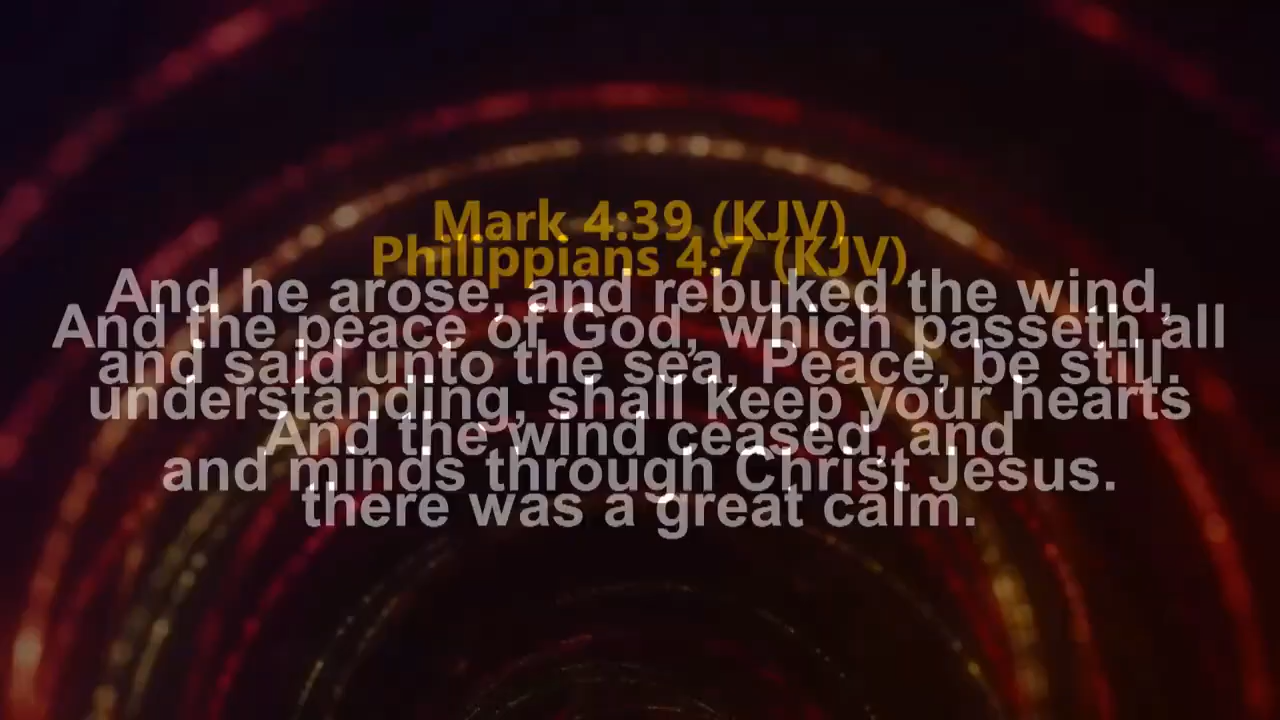 Mark 4:39 (KJV)
Philippians 4:7 (KJV)
And he arose, and rebuked the wind,
And the peace of God, which passeth all
and said unto the sea, Peace, be still.
understanding, shall keep your hearts
And the wind ceased, and
and minds through Christ Jesus.
there was a great calm.